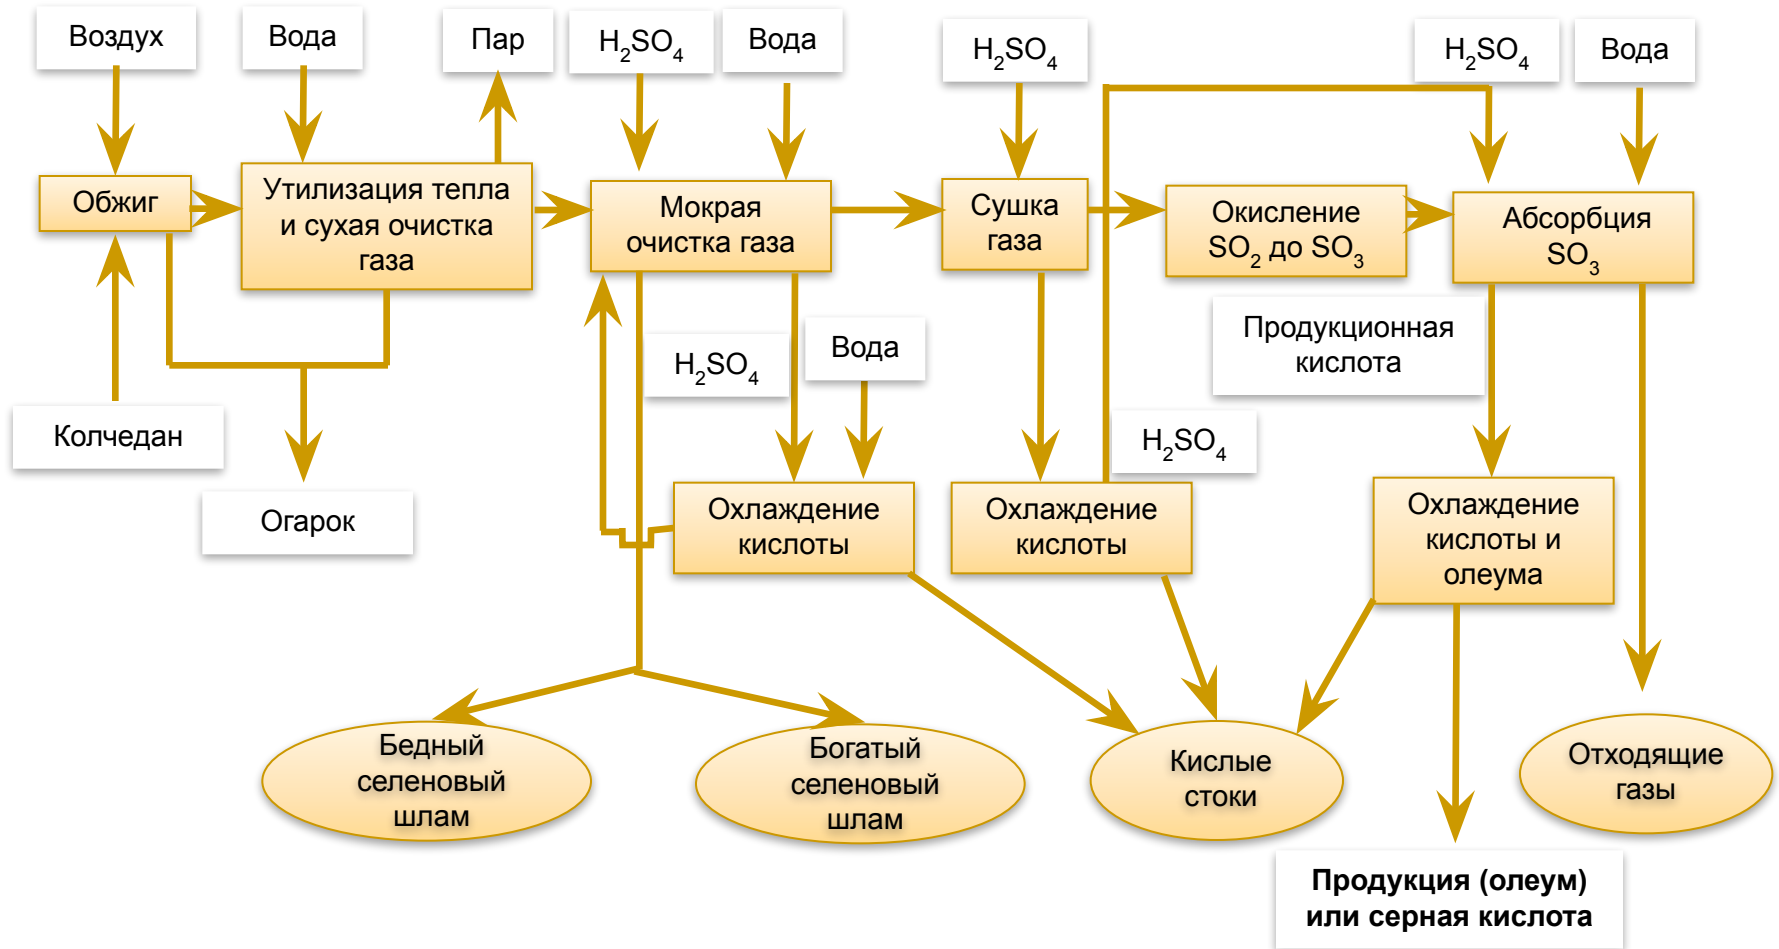 Воздух
Вода
Пар
H₂SO₄
Вода
H₂SO₄
H₂SO₄
Вода
Обжиг
Утилизация тепла
и сухая очистка
газа
Мокрая
очистка газа
Сушка
газа
Окисление
SO₂ до SO₃
Абсорбция
SO₃
Колчедан
Огарок
H₂SO₄
Вода
H₂SO₄
Продукционная
кислота
Охлаждение
кислоты
Охлаждение
кислоты
Охлаждение
кислоты и
олеума
Бедный
селеновый
шлам
Богатый
селеновый
шлам
Кислые
стоки
Отходящие
газы
Продукция (олеум)
или серная кислота